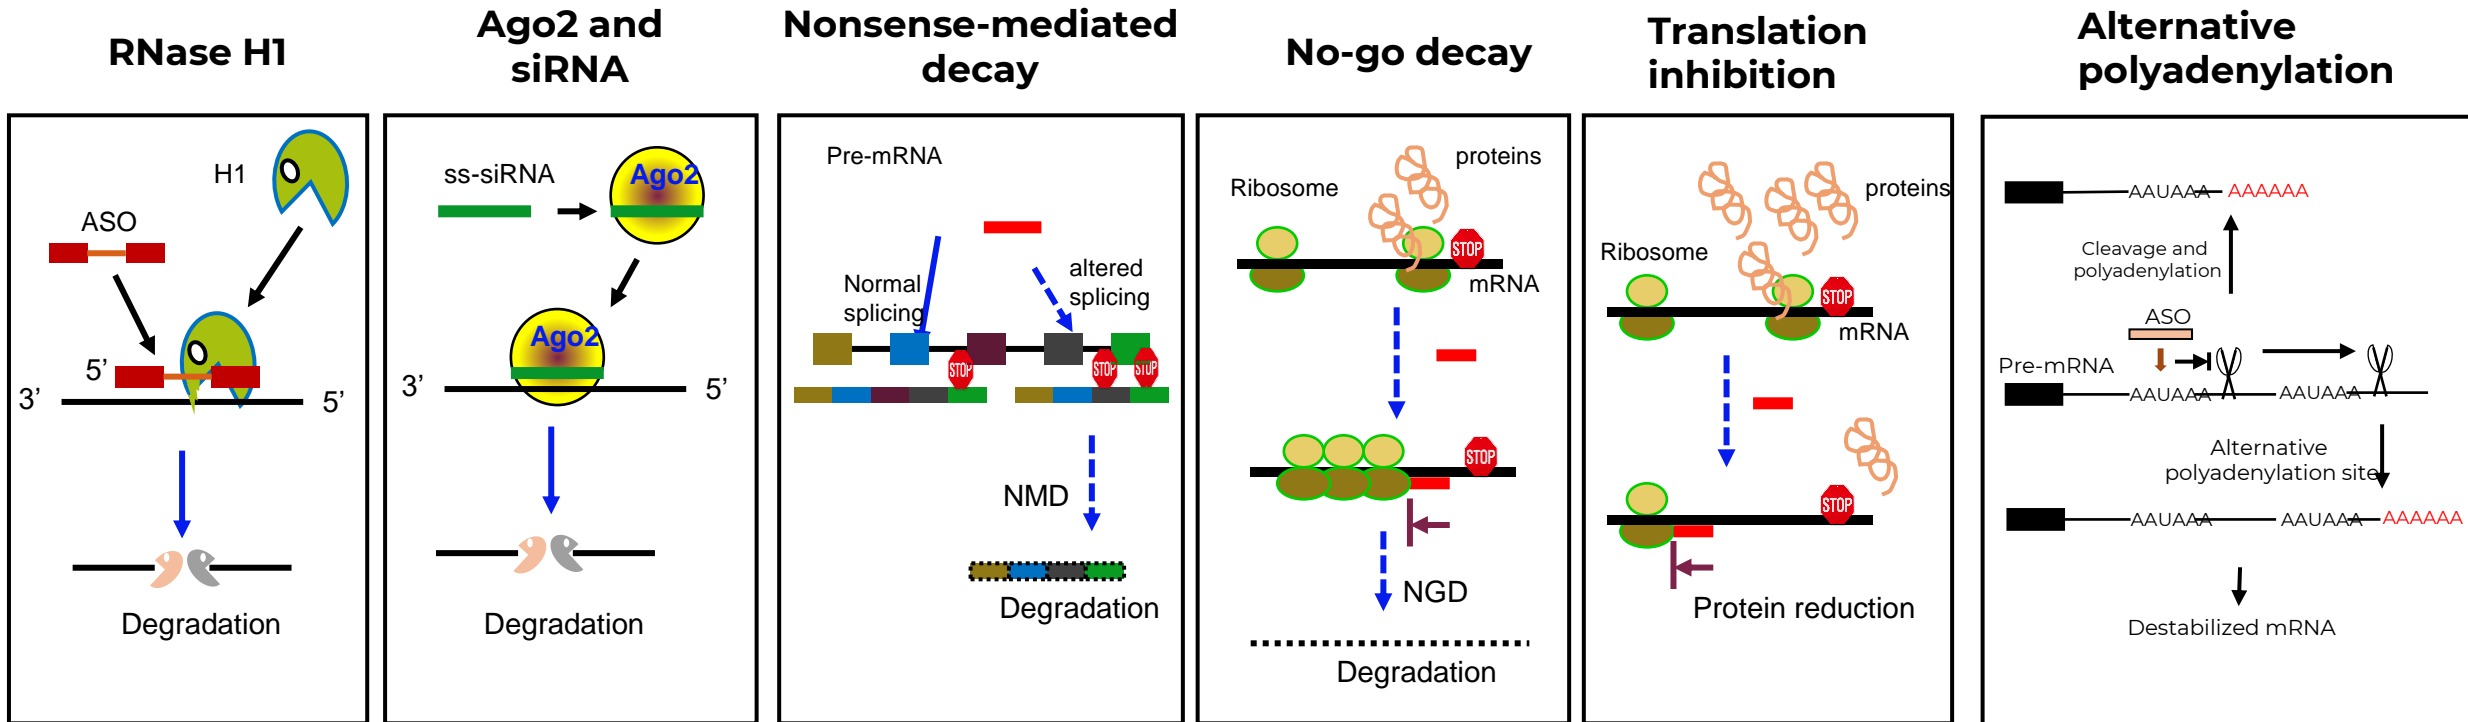 RNase H1
H1
ASO
5’
3’
5’
Degradation
Ago2 and
siRNA
ss-siRNA
Ago2
Ago2
3’
5’
Degradation
Nonsense-mediated
decay
Pre-mRNA
Normal
splicing
altered
splicing
STOP
STOP
STOP
NMD
Degradation
No-go decay
proteins
Ribosome
STOP
mRNA
STOP
NGD
Degradation
Translation
inhibition
proteins
Ribosome
STOP
mRNA
STOP
Protein reduction
Alternative
polyadenylation
AAUAAA AAAAAA
Cleavage and
polyadenylation
ASO
Pre-mRNA
AAUAAA AAUAAA
Alternative
polyadenylation site
AAUAAA AAUAAA AAAAAA
Destabilized mRNA